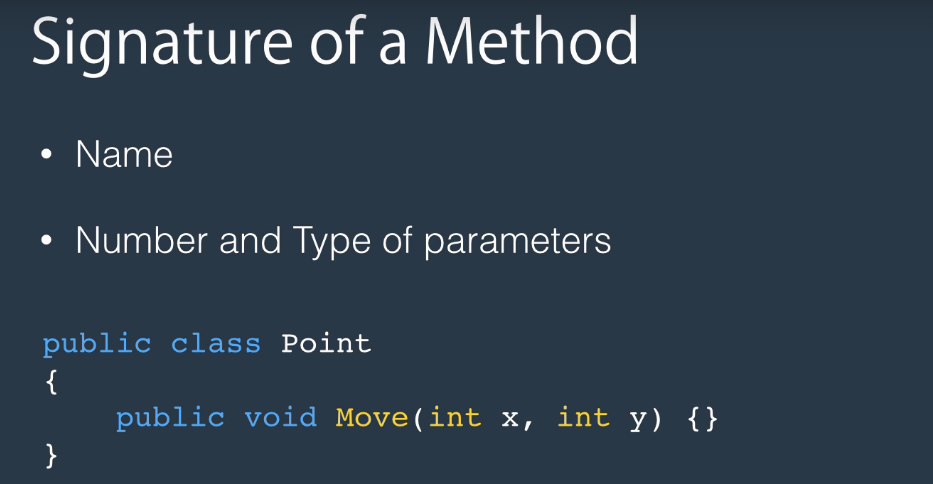 Signature of a Method
• Name
• Number and Type of parameters
public class Point
{
    public void Move(int x, int y) {}
}